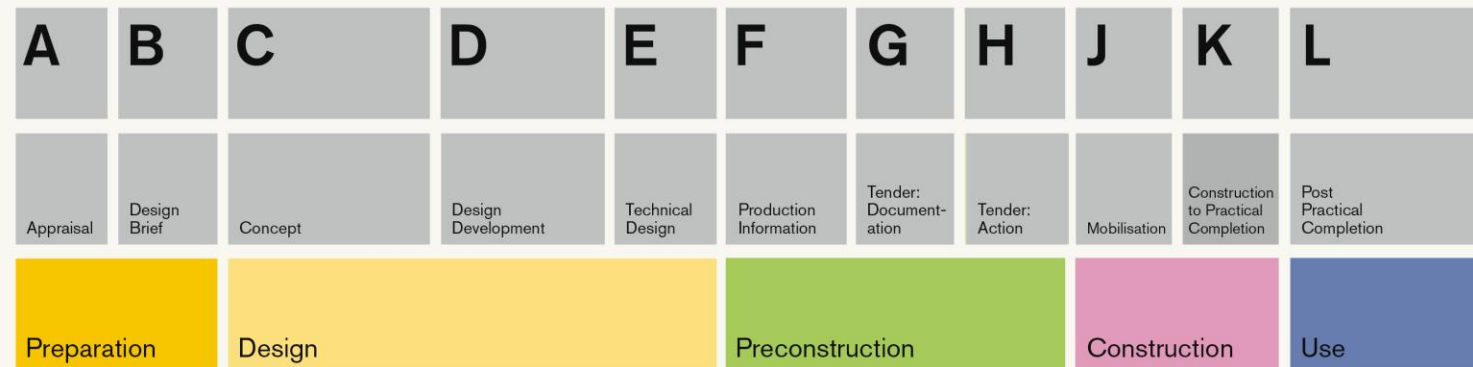 A B C D E F G H J K L
Appraisal
Design
Brief
Concept
Design
Development
Technical
Design
Production
Information
Tender:
Document-
ation
Tender:
Action
Mobilisation
Construction
to Practical
Completion
Post
Practical
Completion
Preparation
Design
Preconstruction
Construction
Use